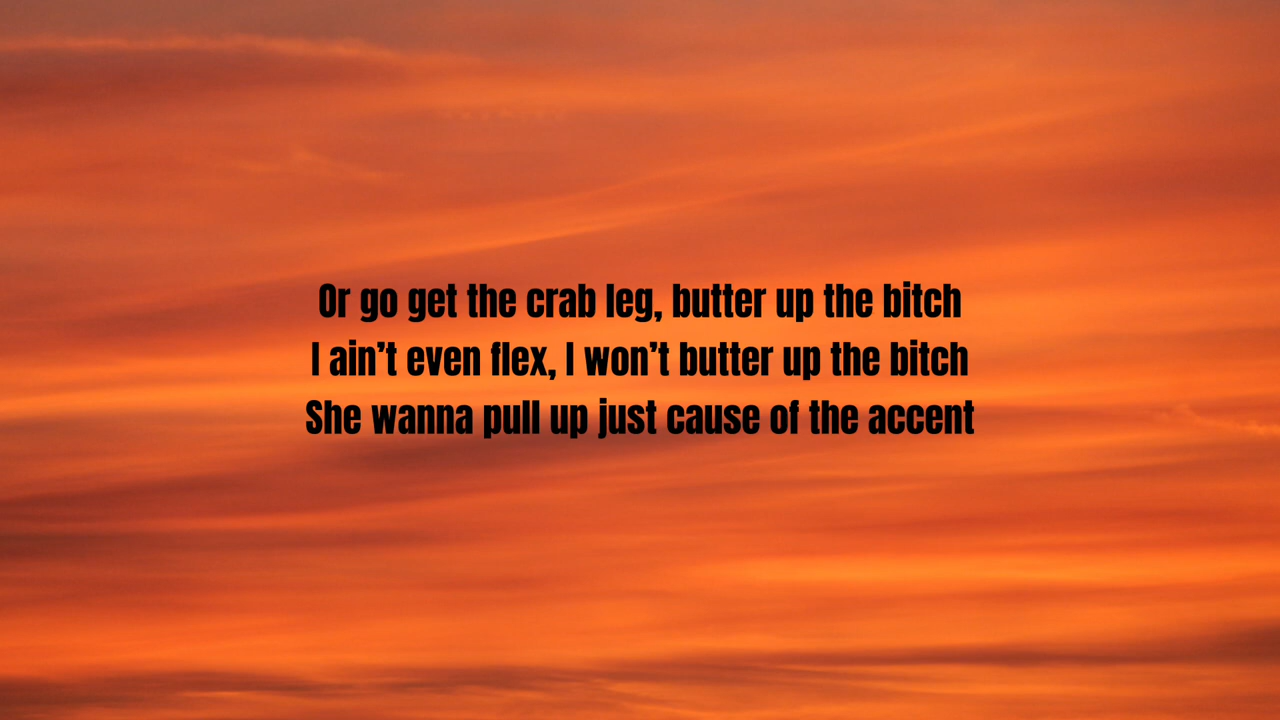 Or go get the crab leg, butter up the bitch
I ain’t even flex, I won’t butter up the bitch
She wanna pull up just cause of the accent